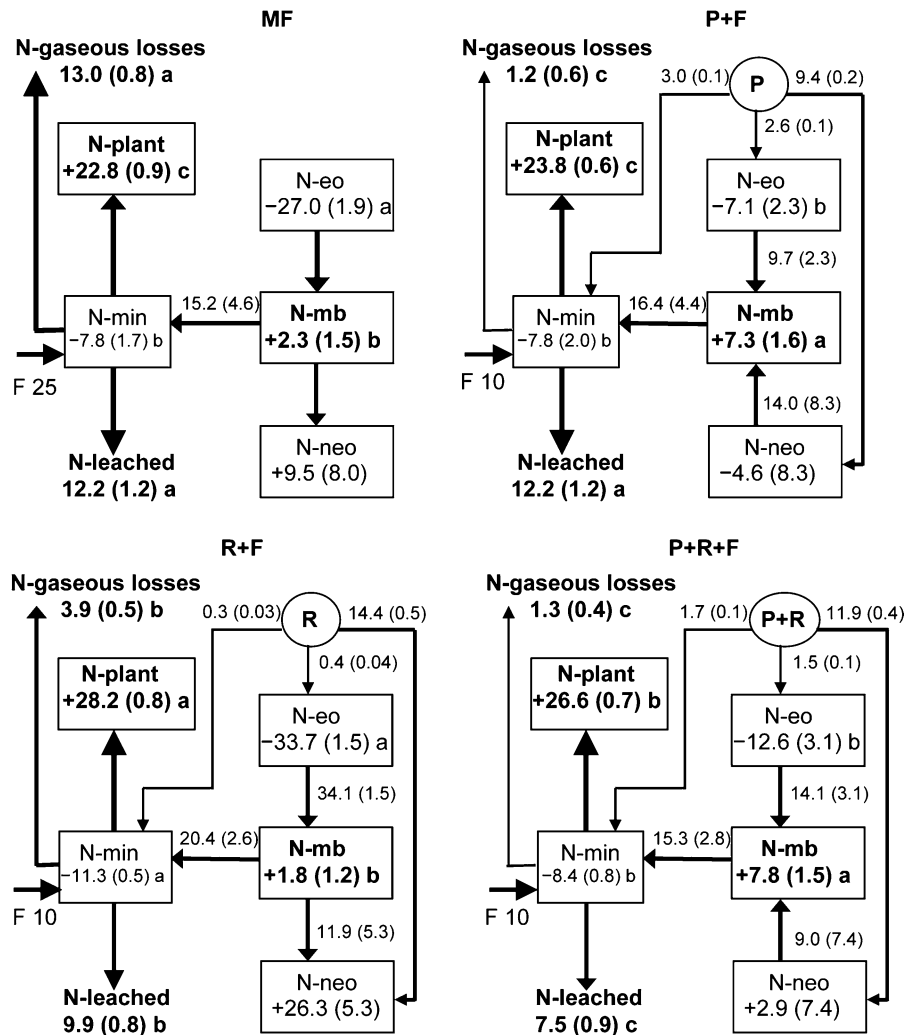 MF
N-gaseous losses
13.0 (0.8) a
N-plant
+22.8 (0.9) c
N-eo
−27.0 (1.9) a
15.2 (4.6)
N-min
−7.8 (1.7) b
N-mb
+2.3 (1.5) b
F 25
N-neo
+9.5 (8.0)
N-leached
12.2 (1.2) a
P+F
N-gaseous losses
1.2 (0.6) c
3.0 (0.1)
P
9.4 (0.2)
2.6 (0.1)
N-plant
+23.8 (0.6) c
N-eo
−7.1 (2.3) b
9.7 (2.3)
16.4 (4.4)
N-min
−7.8 (2.0) b
N-mb
+7.3 (1.6) a
F 10
14.0 (8.3)
N-neo
−4.6 (8.3)
N-leached
12.2 (1.2) a
R+F
N-gaseous losses
3.9 (0.5) b
0.3 (0.03)
R
14.4 (0.5)
0.4 (0.04)
N-plant
+28.2 (0.8) a
N-eo
−33.7 (1.5) a
34.1 (1.5)
20.4 (2.6)
N-min
−11.3 (0.5) a
N-mb
+1.8 (1.2) b
F 10
11.9 (5.3)
N-neo
+26.3 (5.3)
N-leached
9.9 (0.8) b
P+R+F
N-gaseous losses
1.3 (0.4) c
1.7 (0.1)
P+R
11.9 (0.4)
1.5 (0.1)
N-plant
+26.6 (0.7) b
N-eo
−12.6 (3.1) b
14.1 (3.1)
15.3 (2.8)
N-min
−8.4 (0.8) b
N-mb
+7.8 (1.5) a
F 10
9.0 (7.4)
N-neo
+2.9 (7.4)
N-leached
7.5 (0.9) c